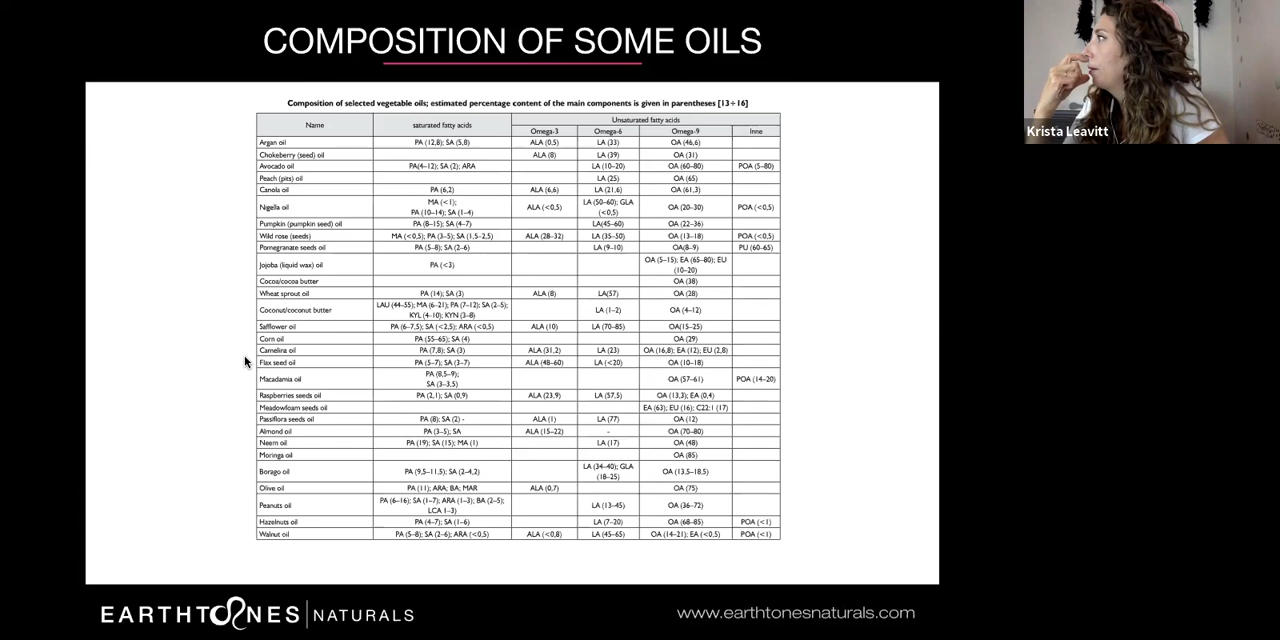 COMPOSITION OF SOME OILS
Krista Leavitt
Composition of selected vegetable oils; estimated percentage content of the main components is given in parentheses [13÷16]
Name saturated fatty acids Unsaturated fatty acids
Omega-3 Omega-6 Omega-9 Inne
Argan oil PA (12,8); SA (5,8) ALA (0,5) LA (33) OA (46,6)
Chokeberry (seed) oil ALA (8) LA (39) OA (31)
Avocado oil PA(4–12); SA (2); ARA LA (10–20) OA (60–80) POA (5–80)
Peach (pits) oil LA (25) OA (65)
Canola oil PA (6,2) ALA (6,6) LA (21,6) OA (61,3)
Nigella oil MA (<1); PA (10–14); SA (1–4) ALA (<0,5) LA (50–60); GLA (<0,5) OA (20–30) POA (<0,5)
Pumpkin (pumpkin seed) oil PA (8–15); SA (4–7) LA(45–60) OA (22–36)
Wild rose (seeds) MA (<0,5); PA (3–5); SA (1,5–2,5) ALA (28–32) LA (35–50) OA (13–18) POA (<0,5)
Pomegranate seeds oil PA (5–8); SA (2–6) LA (9–10) OA(8–9) PU (60–65)
Jojoba (liquid wax) oil PA (<3) OA (5–15); EA (65–80); EU (10–20)
Cocoa/cocoa butter OA (38)
Wheat sprout oil PA (14); SA (3) ALA (8) LA(57) OA (28)
Coconut/coconut butter LAU (44–55); MA (6–21); PA (7–12); SA (2–5); KYL (4–10); KYN (3–8) LA (1–2) OA (4–12)
Safflower oil PA (6–7,5); SA (<2,5); ARA (<0,5) ALA (10) LA (70–85) OA(15–25)
Corn oil PA (55–65); SA (4) OA (29)
Camelina oil PA (7,8); SA (3) ALA (31,2) LA (23) OA (16,8); EA (12); EU (2,8)
Flax seed oil PA (5–7); SA (3–7) ALA (48–60) LA (<20) OA (10–18)
Macadamia oil PA (8,5–9); SA (3–3,5) OA (57–61) POA (14–20)
Raspberries seeds oil PA (2,1); SA (0,9) ALA (23,9) LA (57,5) OA (13,3); EA (0,4)
Meadowfoam seeds oil EA (63); EU (16); C22:1 (17)
Passiflora seeds oil PA (8); SA (2) - ALA (1) LA (77) OA (12)
Almond oil PA (3–5); SA ALA (15–22) - OA (70–80)
Neem oil PA (19); SA (15); MA (1) LA (17) OA (48)
Moringa oil OA (85)
Borago oil PA (9,5–11,5); SA (2–4,2) LA (34–40); GLA (18–25) OA (13,5–18,5)
Olive oil PA (11); ARA; BA; MAR ALA (0,7) OA (75)
Peanuts oil PA (6–16); SA (1–7); ARA (1–3); BA (2–5); LCA 1–3) LA (13–45) OA (36–72)
Hazelnuts oil PA (4–7); SA (1–6) LA (7–20) OA (68–85) POA (<1)
Walnut oil PA (5–8); SA (2–6); ARA (<0,5) ALA (<0,8) LA (45–65) OA (14–21); EA (<0,5) POA (<1)
EARTHTONES NATURALS
www.earthtonesnaturals.com